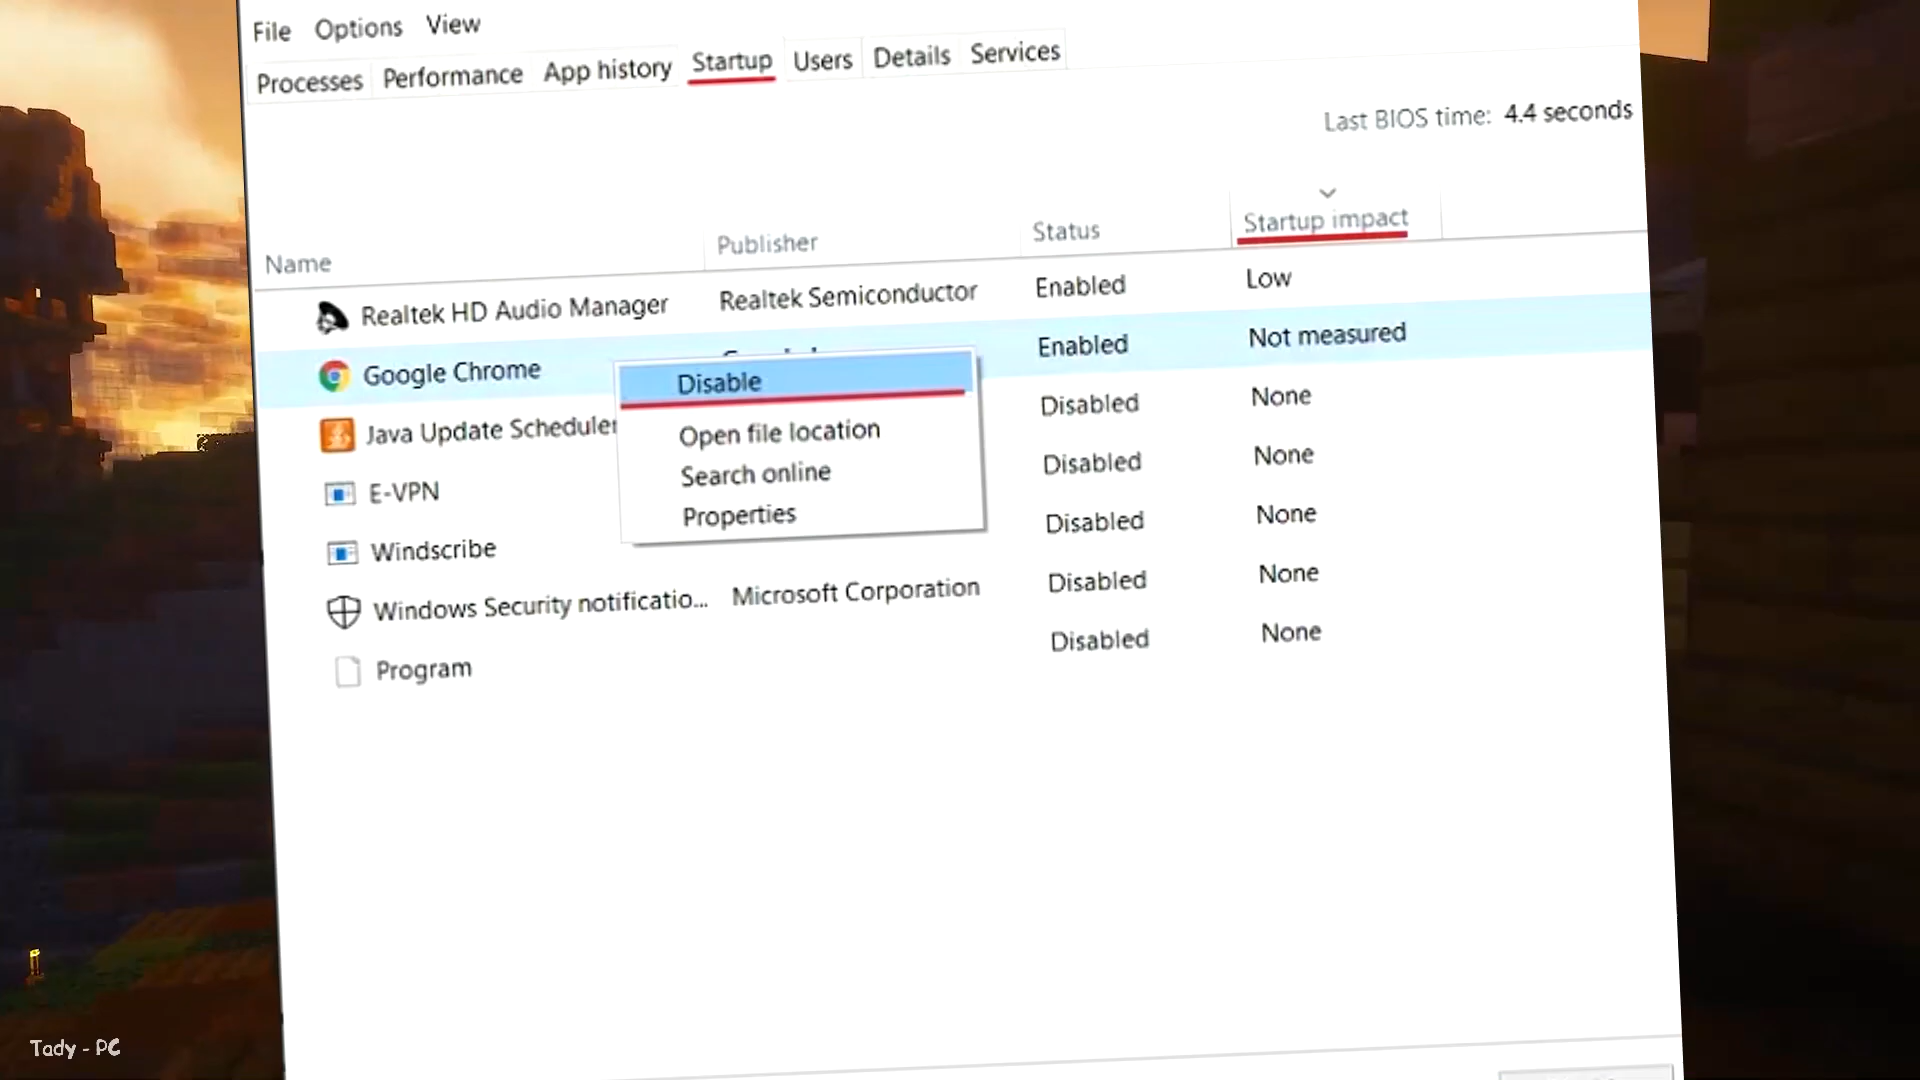 File Options View
Processes Performance App history Startup Users Details Services
Last BIOS time: 4.4 seconds
Name Publisher Status Startup impact
Realtek HD Audio Manager Realtek Semiconductor Enabled Low
Google Chrome Enabled Not measured
Disable
Java Update Scheduler Disabled None
Open file location
E-VPN Disabled None
Search online
Properties
Windscribe Disabled None
Windows Security notificatio... Microsoft Corporation Disabled None
Program Disabled None
Tady - PC